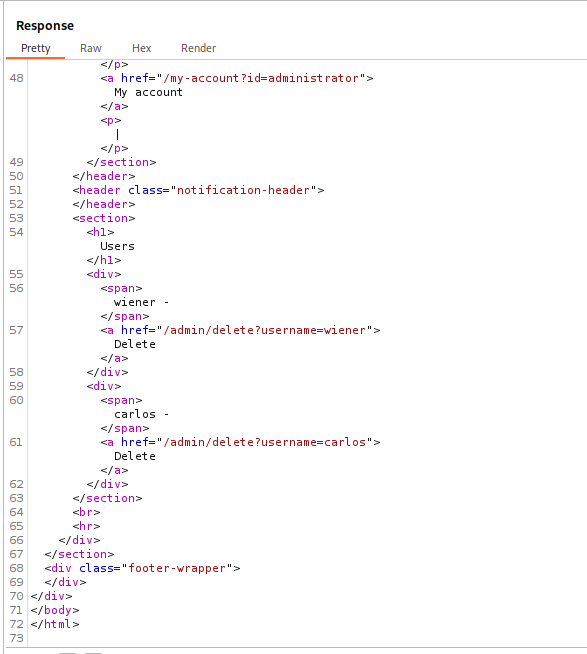 Response
Pretty Raw Hex Render
</p>
48 <a href="/my-account?id=administrator">
My account
</a>
<p>
|
</p>
49 </section>
50 </header>
51 <header class="notification-header">
52 </header>
53 <section>
54 <h1>
Users
</h1>
55 <div>
56 <span>
wiener -
</span>
57 <a href="/admin/delete?username=wiener">
Delete
</a>
58 </div>
59 <div>
60 <span>
carlos -
</span>
61 <a href="/admin/delete?username=carlos">
Delete
</a>
62 </div>
63 </section>
64 <br>
65 <hr>
66 </div>
67 </section>
68 <div class="footer-wrapper">
69 </div>
70 </div>
71 </body>
72 </html>
73